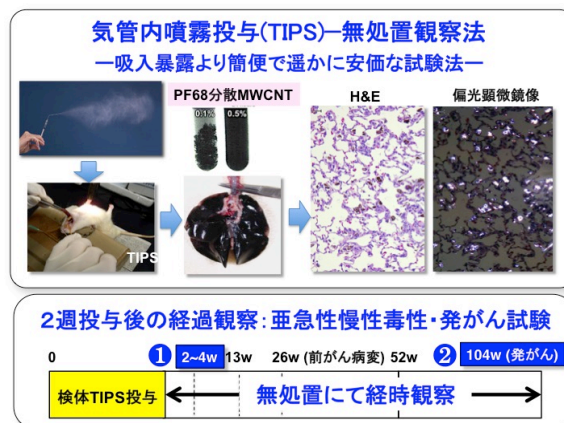 気管内噴霧投与(TIPS)—無処置観察法
—吸入暴露より簡便で遥かに安価な試験法—
PF68分散MWCNT
H&E
偏光顕微鏡像
0.1%
0.5%
TIPS
2週投与後の経過観察：亜急性慢性毒性・発がん試験
0
❶
2~4w
13w
26w (前がん病変)
52w
❷
104w (発がん)
検体TIPS投与
無処置にて経時観察